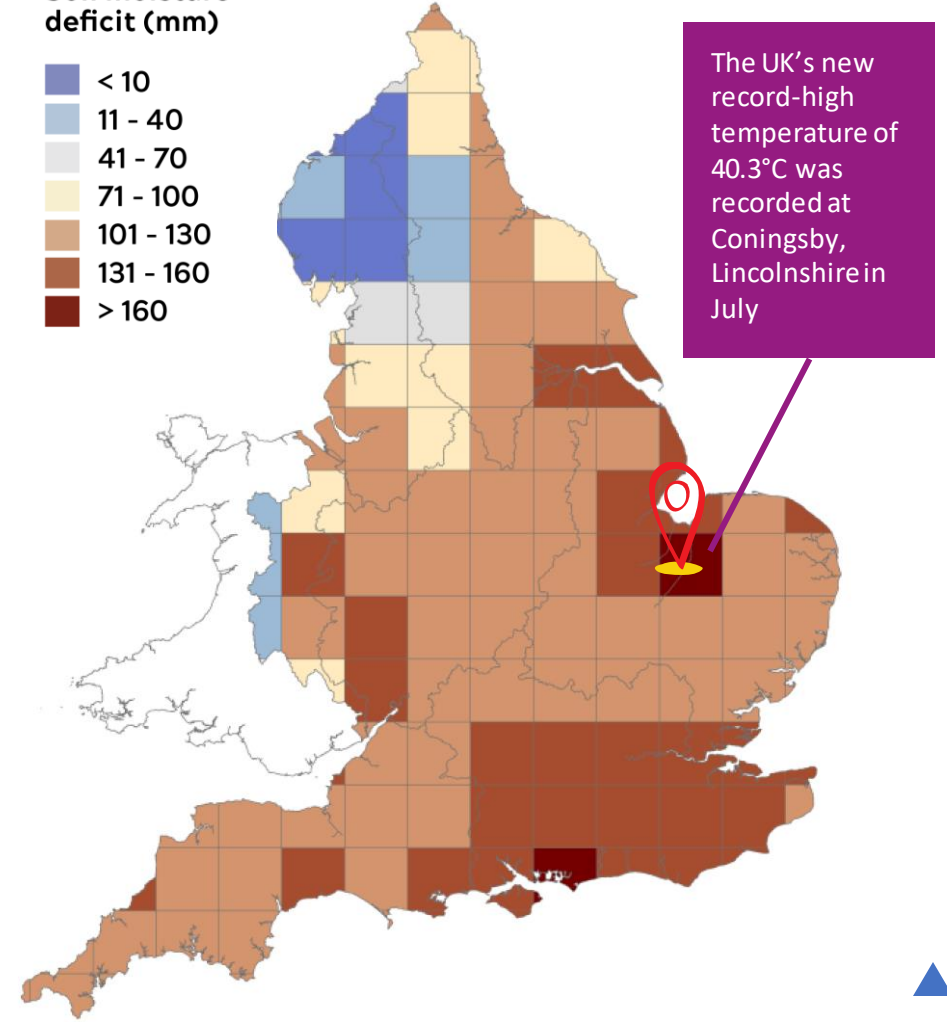 deficit (mm)
< 10
11 - 40
41 - 70
71 - 100
101 - 130
131 - 160
> 160
The UK's new
record-high
temperature of
40.3°C was
recorded at
Coningsby,
Lincolnshire in
July